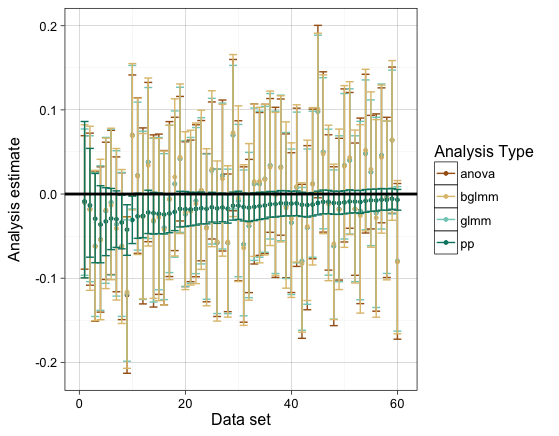 0.2
0.1
0.0
-0.1
-0.2
Analysis estimate
0
20
40
60
Data set
Analysis Type
anova
bglmm
glmm
pp